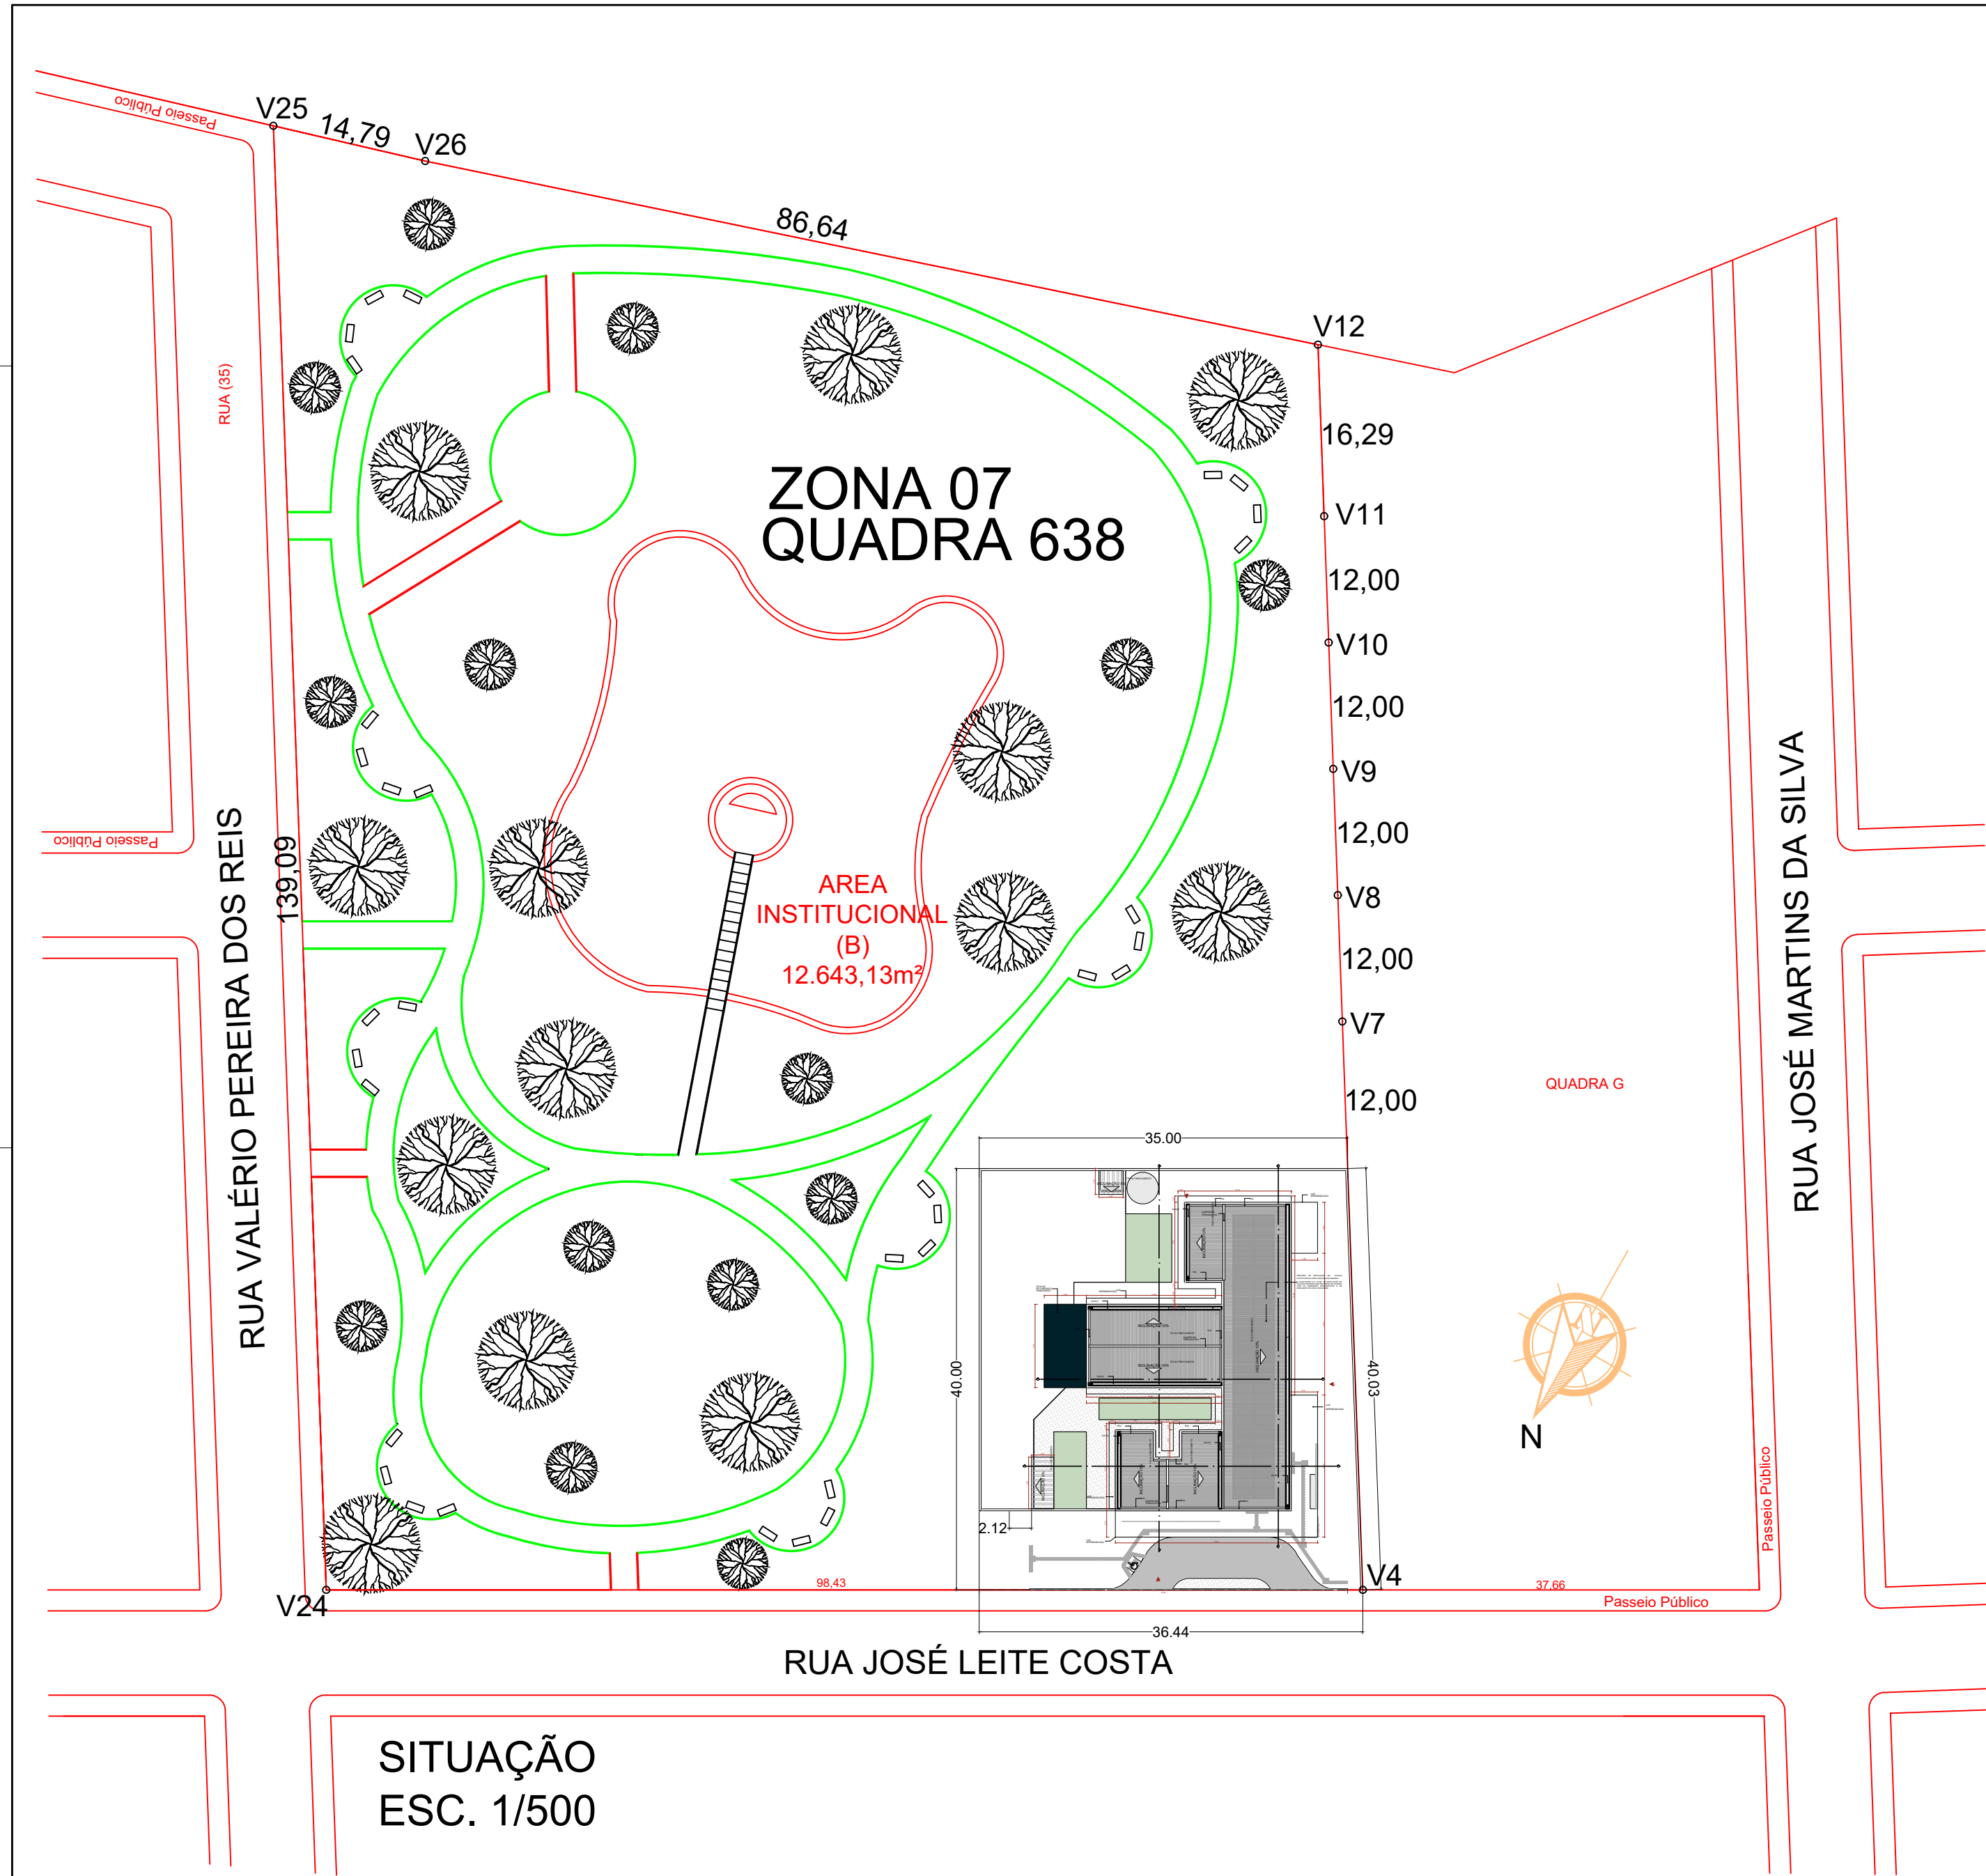 Passeio Público
V25
14,79
V26
86,64
V12
RUA (35)
16,29
ZONA 07
QUADRA 638
V11
12,00
V10
12,00
V9
12,00
Passeio Público
139,09
RUA VALÉRIO PEREIRA DOS REIS
AREA
INSTITUCIONAL
(B)
12.643,13m²
V8
12,00
V7
RUA JOSÉ MARTINS DA SILVA
QUADRA G
12,00
35.00
40.00
40.03
N
2.12
Passeio Público
98,43
V4
37.66
Passeio Público
V24
36.44
RUA JOSÉ LEITE COSTA
SITUAÇÃO
ESC. 1/500